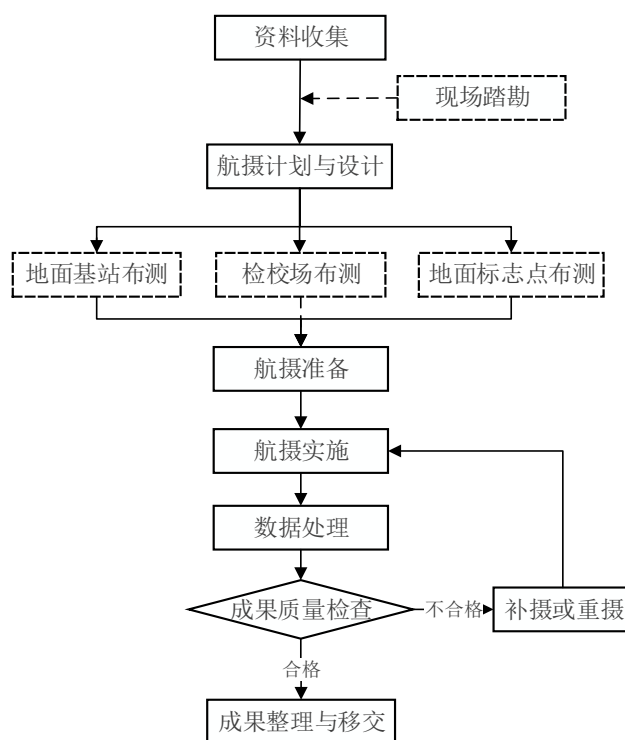 资料收集
现场踏勘
航摄计划与设计
地面基站布测
检校场布测
地面标志点布测
航摄准备
航摄实施
数据处理
成果质量检查
不合格
补摄或重摄
合格
成果整理与移交